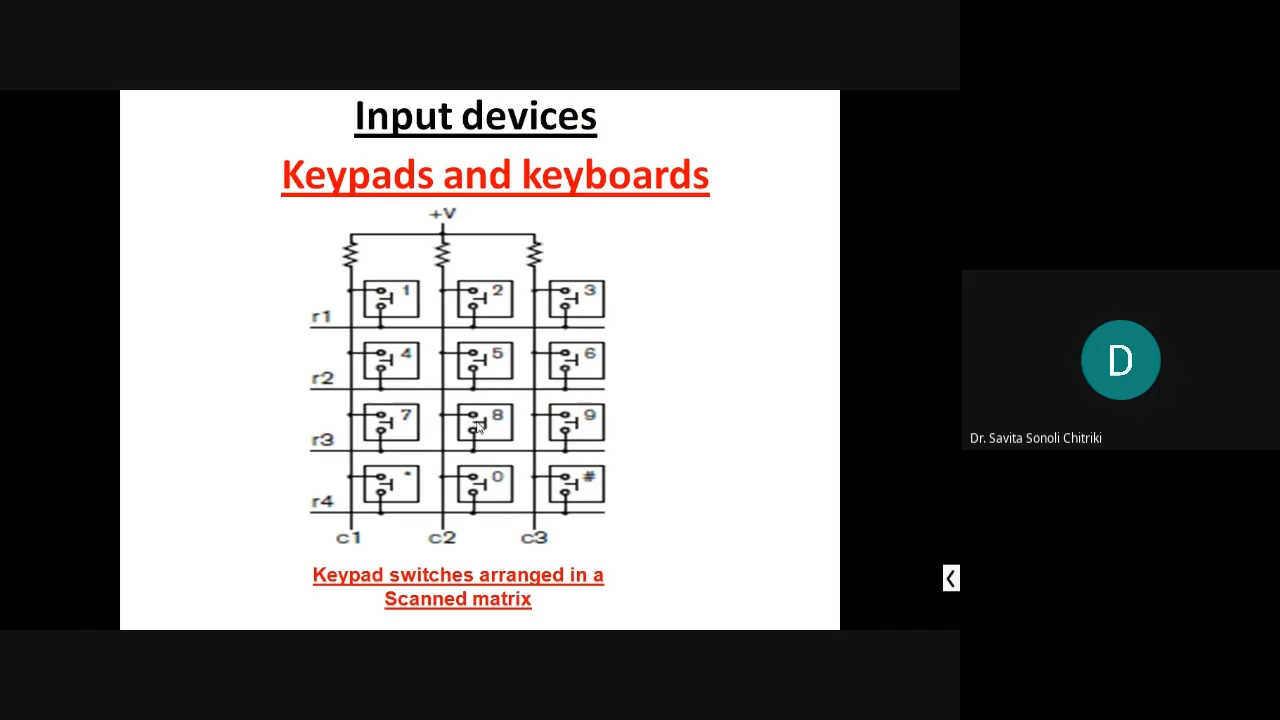 Input devices
Keypads and keyboards
+V
1 2 3
r1
4 5 6
r2
7 8 9
r3
* 0 #
r4
c1 c2 c3
Keypad switches arranged in a
Scanned matrix
D
Dr. Savita Sonoli Chitriki